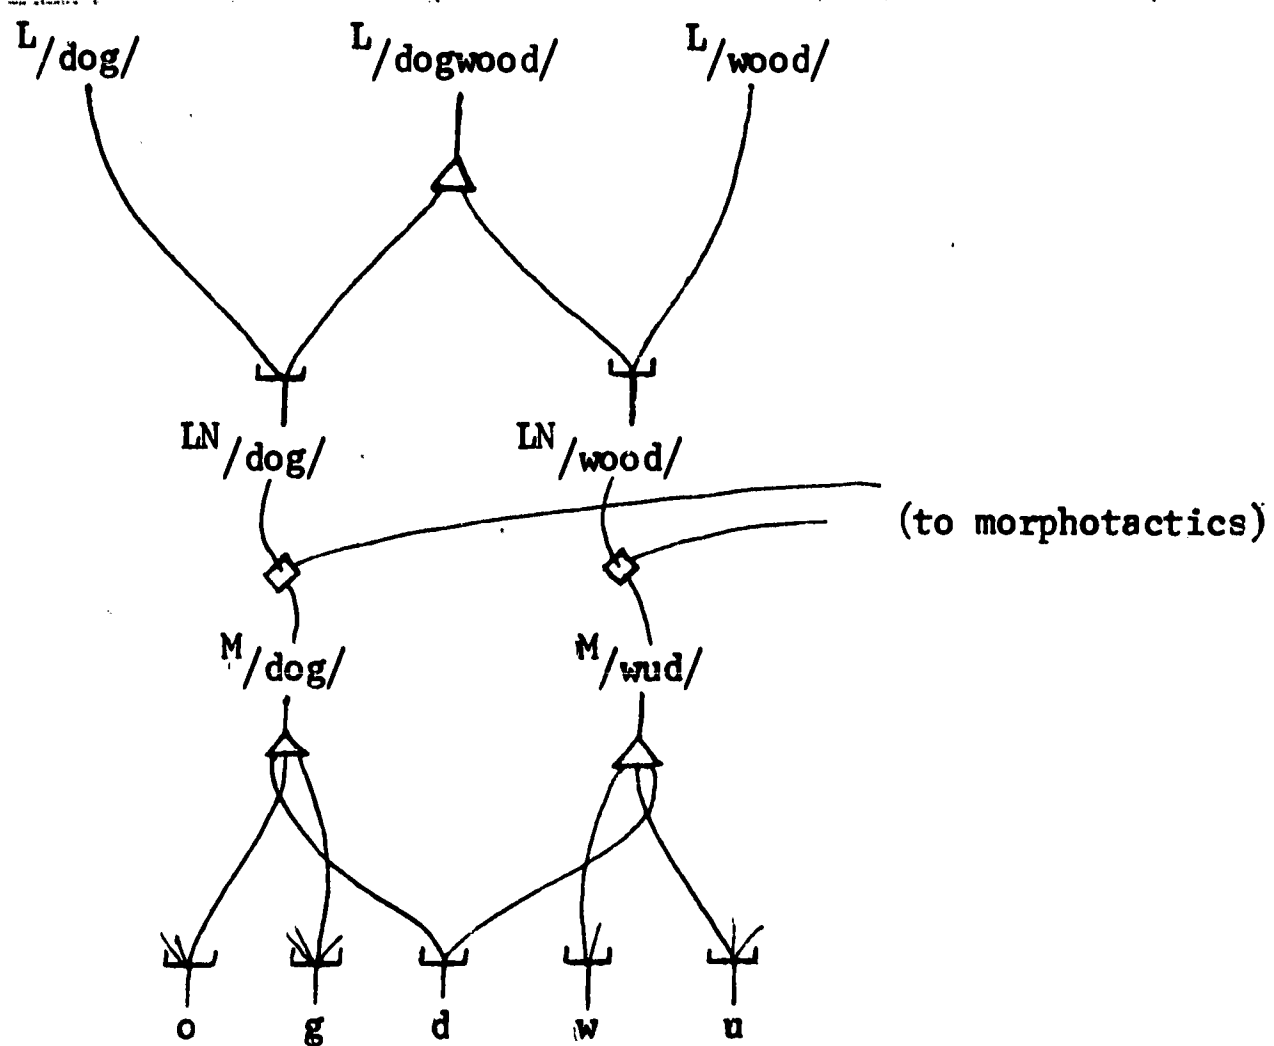 L/dog/ L/dogwood/ L/wood/
LN/dog/ LN/wood/
(to morphotactics)
M/dog/ M/wud/
o g d w u